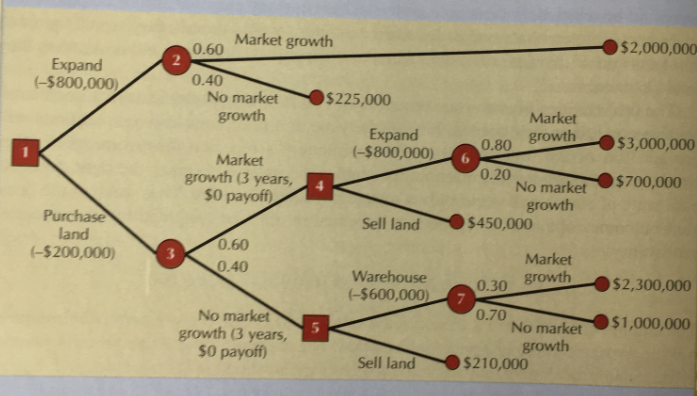 Market growth
0.60
$2,000,000
2
Expand
(–$800,000)
0.40
No market
growth
$225,000
1
Market
growth (3 years,
$0 payoff)
Expand
(–$800,000)
4
6
0.80
Market
growth
$3,000,000
0.20
No market
growth
$700,000
Sell land
$450,000
Purchase
land
(–$200,000)
3
0.60
0.40
No market
growth (3 years,
$0 payoff)
5
Warehouse
(–$600,000)
7
0.30
Market
growth
$2,300,000
0.70
No market
growth
$1,000,000
Sell land
$210,000